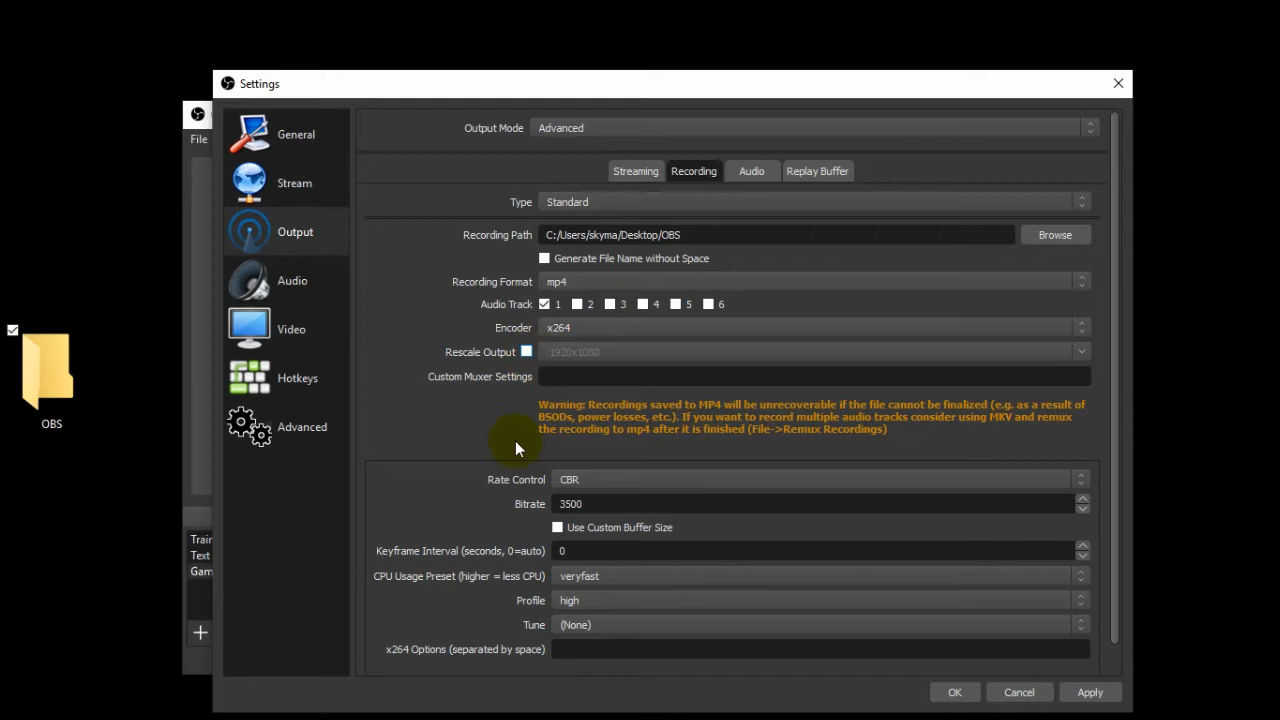 Settings
File
General
Stream
Output
Audio
Video
Hotkeys
Advanced
Output Mode Advanced
Streaming Recording Audio Replay Buffer
Type Standard
Recording Path C:/Users/skyma/Desktop/OBS Browse
Generate File Name without Space
Recording Format mp4
Audio Track 1 2 3 4 5 6
Encoder x264
Rescale Output 1920x1080
Custom Muxer Settings
Warning: Recordings saved to MP4 will be unrecoverable if the file cannot be finalized (e.g. as a result of
BSODs, power losses, etc.). If you want to record multiple audio tracks consider using MKV and remux
the recording to mp4 after it is finished (File->Remux Recordings)
Rate Control CBR
Bitrate 3500
Use Custom Buffer Size
Keyframe Interval (seconds, 0=auto) 0
CPU Usage Preset (higher = less CPU) veryfast
Profile high
Tune (None)
x264 Options (separated by space)
OK Cancel Apply
OBS
Train
Text
Gam